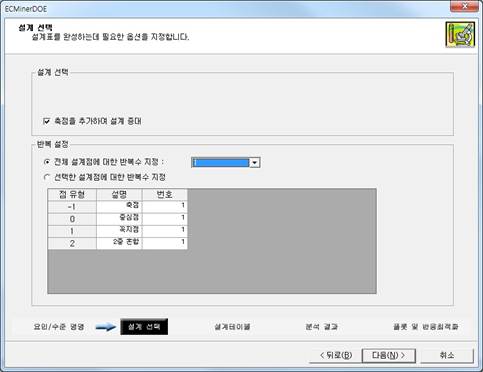 ECMinerDOE
설계 선택
설계표를 완성하는데 필요한 옵션을 지정합니다.
설계 선택
축점을 추가하며 설계 증대
반복 설정
전체 설계점에 대한 반복수 지정 :
선택한 설계점에 대한 반복수 지정
점 유형 설명 번호
-1 축점 1
0 중심점 1
1 꼭지점 1
2 2중 혼합 1
요인/수준 명명 설계 선택 설계테이블 분석 결과 플롯 및 반응최적화
< 뒤로(B) 다음(N) > 취소